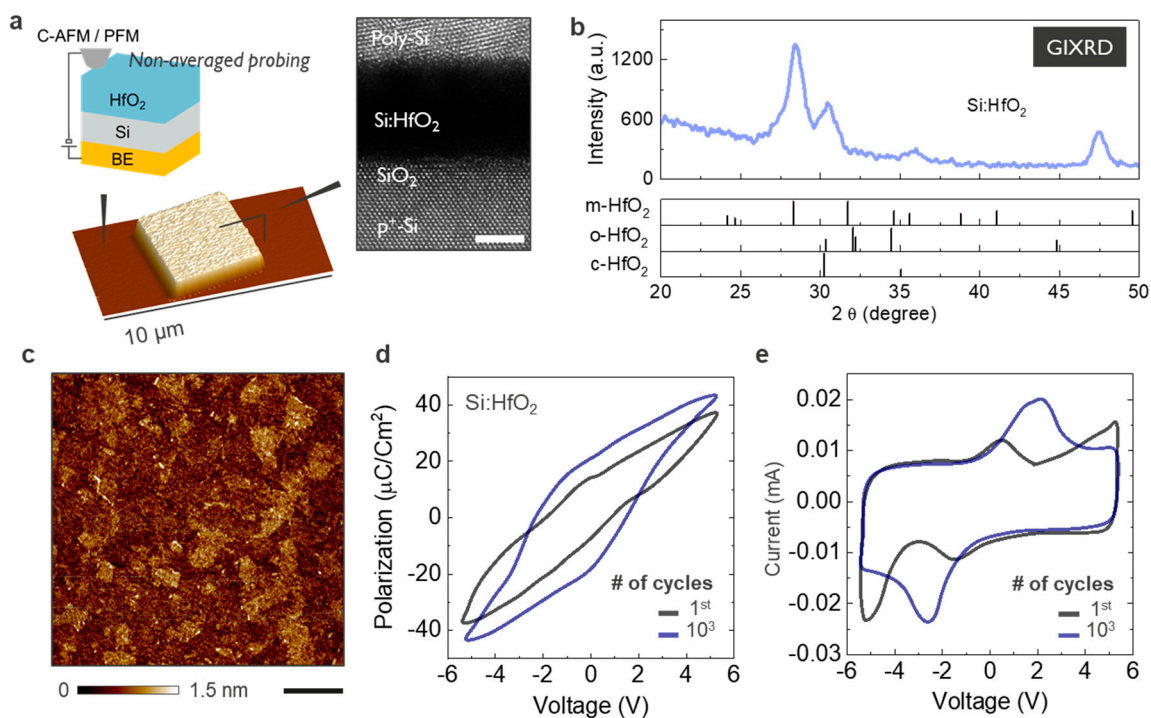 a
C-AFM / PFM
Non-averaged probing
HfO₂
Si
BE
10 µm
Poly-Si
Si:HfO₂
SiO₂
p⁺-Si
b
GIXRD
Si:HfO₂
Intensity (a.u.)
1200
600
0
m-HfO₂
o-HfO₂
c-HfO₂
20 25 30 35 40 45 50
2 θ (degree)
c
0 1.5 nm
d
Si:HfO₂
Polarization (µC/Cm²)
40
20
0
-20
-40
# of cycles
1ˢᵗ
10³
-6 -4 -2 0 2 4 6
Voltage (V)
e
Current (mA)
0.02
0.01
0.00
-0.01
-0.02
-0.03
# of cycles
1ˢᵗ
10³
-6 -4 -2 0 2 4 6
Voltage (V)